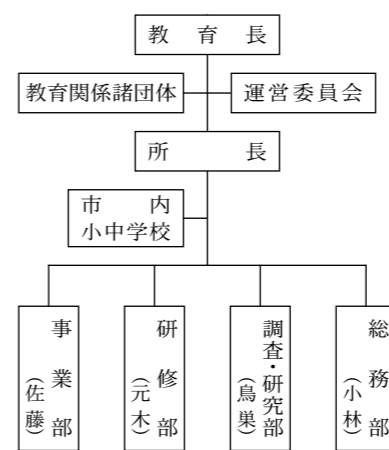 教育長
教育関係諸団体
運営委員会
所長
市内
小中学校
総務部
（小林）
調査・研究部
（鳥巣）
研修部
（元木）
事業部
（佐藤）